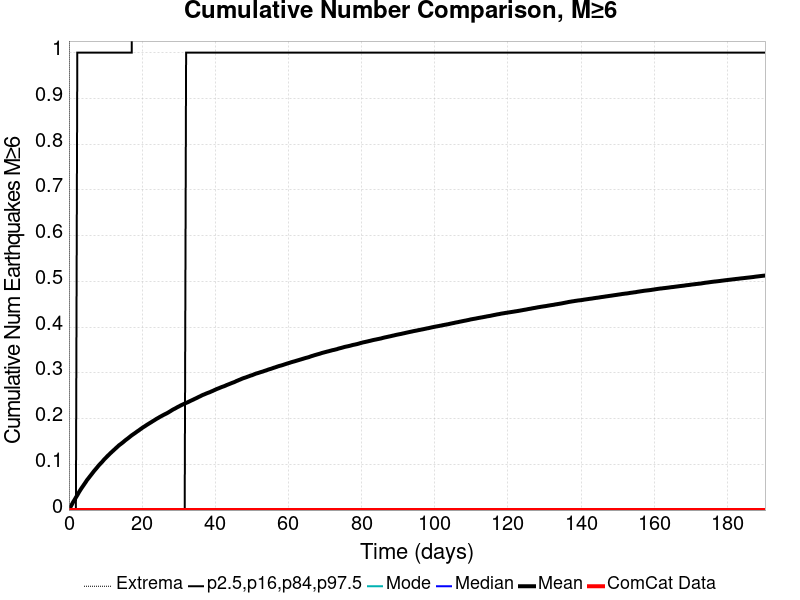 Cumulative Number Comparison, M≥6
Cumulative Num Earthquakes M≥6
1
0.9
0.8
0.7
0.6
0.5
0.4
0.3
0.2
0.1
0
0 20 40 60 80 100 120 140 160 180
Time (days)
Extrema p2.5,p16,p84,p97.5 Mode Median Mean ComCat Data